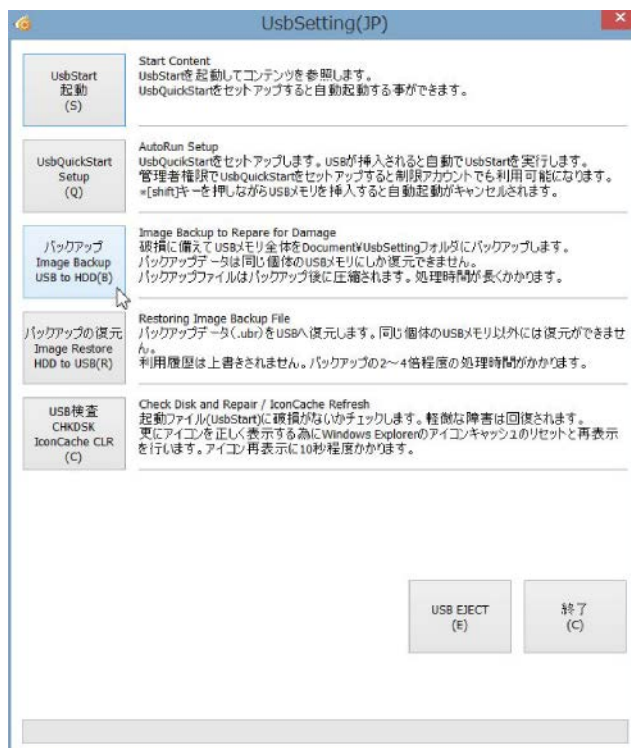 UsbSetting(JP)
UsbStart
起動
(S)
Start Content
UsbStartを起動してコンテンツを参照します。
UsbQuickStartをセットアップすると自動起動する事ができます。
UsbQuickStart
Setup
(Q)
AutoRun Setup
UsbQucikStartをセットアップします。USBが挿入されると自動でUsbStartを実行します。
管理者権限でUsbQuickStartをセットアップすると制限アカウントでも利用可能になります。
*[shift]キーを押しながらUSBメモリを挿入すると自動起動がキャンセルされます。
バックアップ
Image Backup
USB to HDD(B)
Image Backup to Repare for Damage
破損に備えてUSBメモリ全体をDocument¥UsbSettingフォルダにバックアップします。
バックアップデータは同じ個体のUSBメモリにしか復元できません。
バックアップファイルはバックアップ後に圧縮されます。処理時間が長くかかります。
バックアップの復元
Image Restore
HDD to USB(R)
Restoring Image Backup File
バックアップデータ(.ubr)をUSBへ復元します。同じ個体のUSBメモリ以外には復元ができませ
ん。
利用履歴は上書きされません。バックアップの2～4倍程度の処理時間がかかります。
USB検査
CHKDSK
IconCache CLR
(C)
Check Disk and Repair / IconCache Refresh
起動ファイル(UsbStart)に破損がないかチェックします。軽微な障害は回復されます。
更にアイコンを正しく表示する為にWindows Explorerのアイコンキャッシュのリセットと再表示
を行います。アイコン再表示に10秒程度かかります。
USB EJECT
(E)
終了
(C)